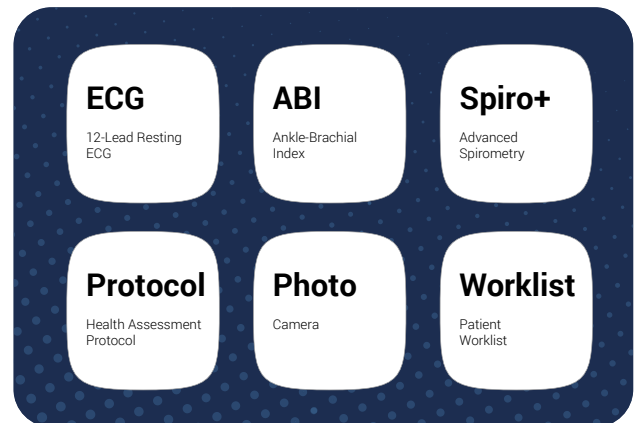 ECG
12-Lead Resting
ECG
ABI
Ankle-Brachial
Index
Spiro+
Advanced
Spirometry
Protocol
Health Assessment
Protocol
Photo
Camera
Worklist
Patient
Worklist